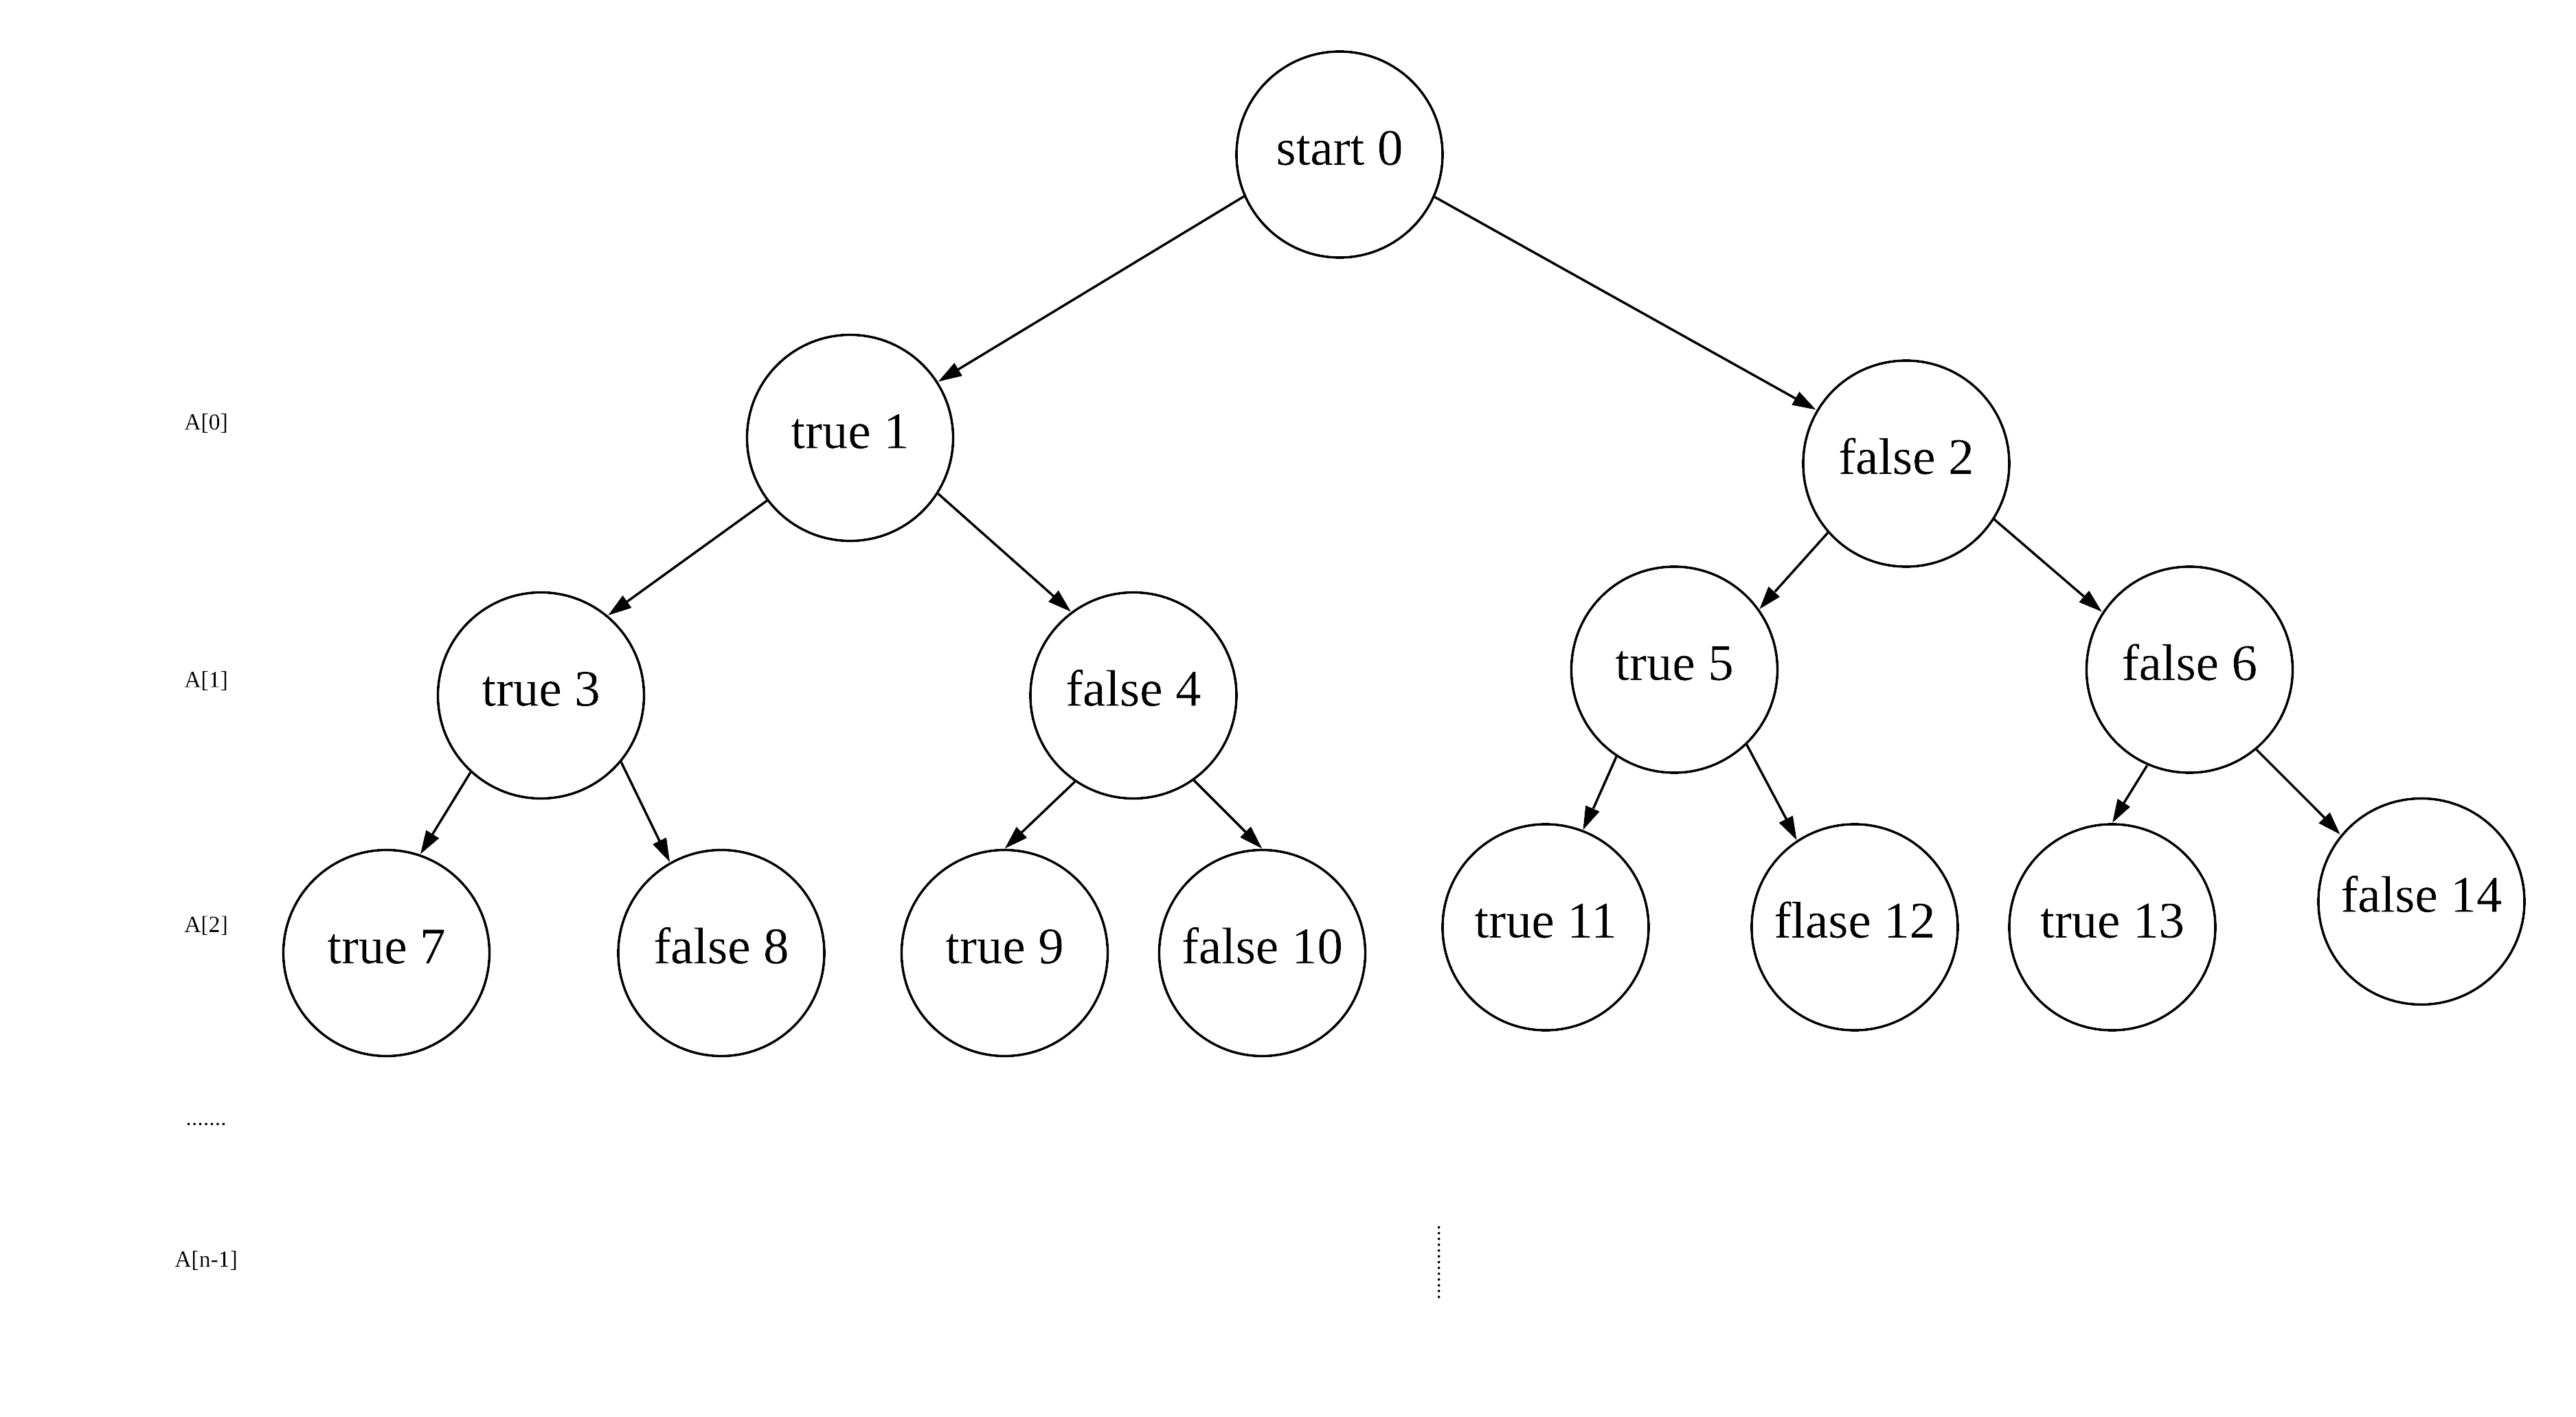 start 0
A[0]
true 1
false 2
A[1]
true 3
false 4
true 5
false 6
A[2]
true 7
false 8
true 9
false 10
true 11
flase 12
true 13
false 14
.......
A[n-1]